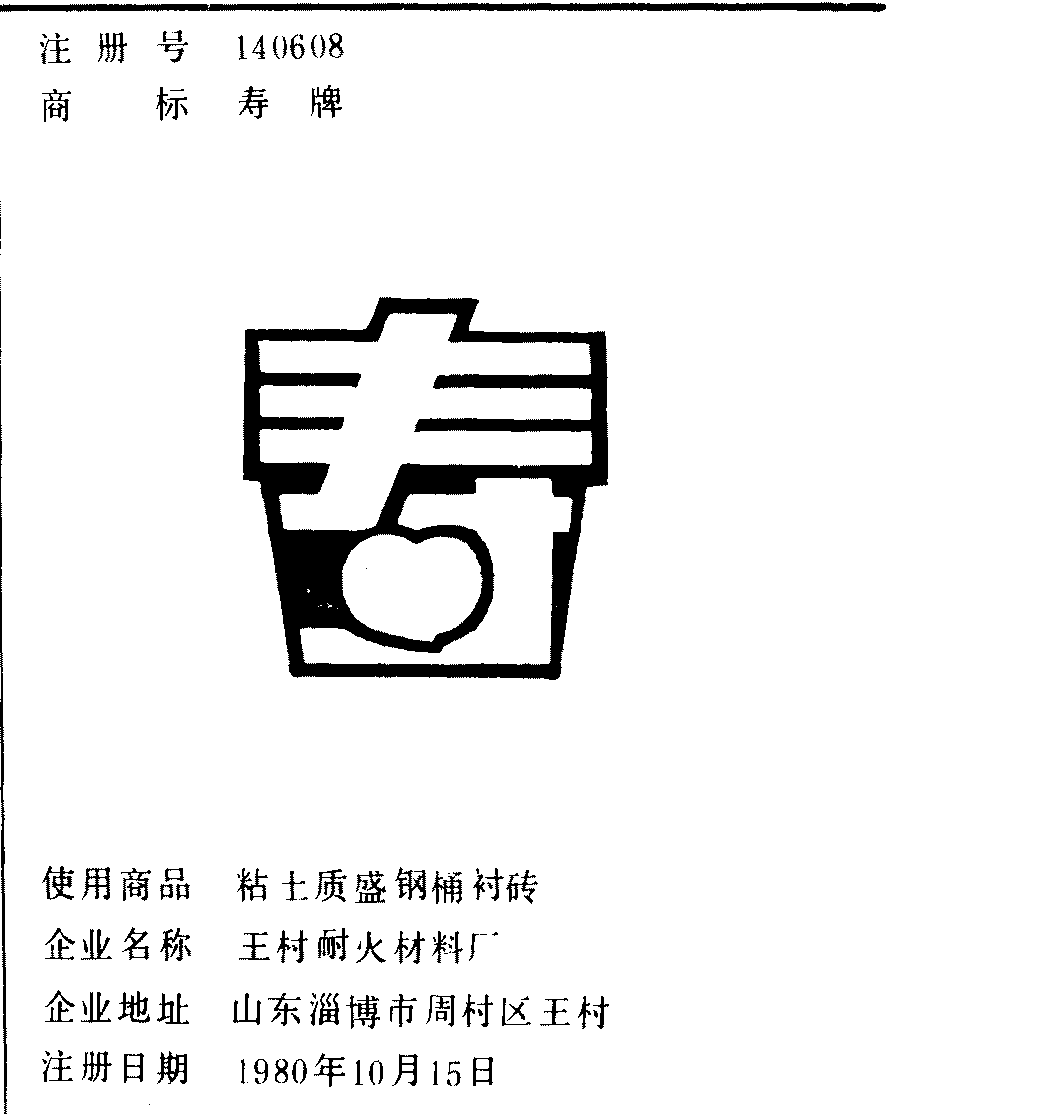 注册号 140608
商标 寿牌
使用商品 粘土质盛钢桶衬砖
企业名称 王村耐火材料厂
企业地址 山东淄博市周村区王村
注册日期 1980年10月15日